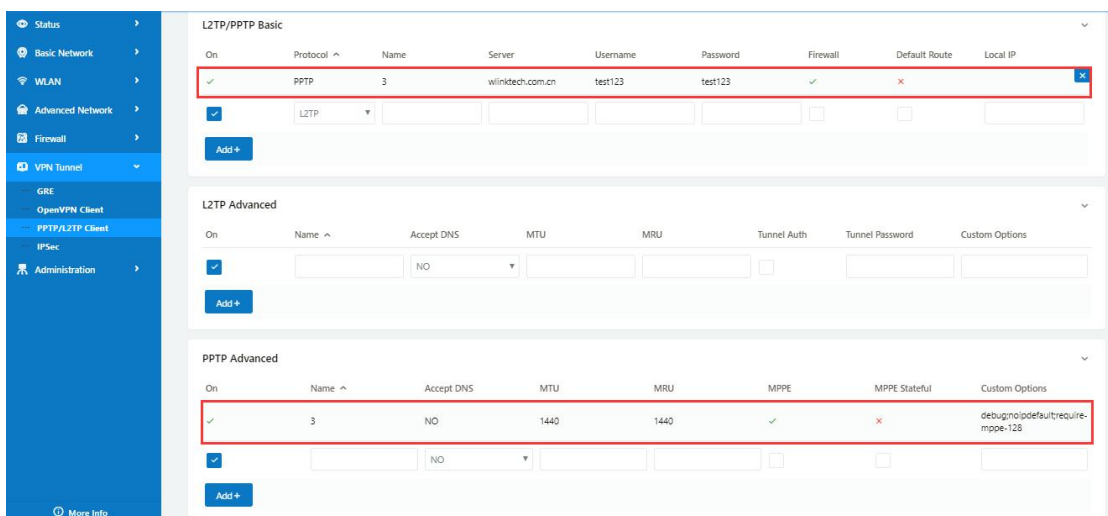 Status
Basic Network
WLAN
Advanced Network
Firewall
VPN Tunnel
GRE
OpenVPN Client
PPTP/L2TP Client
IPSec
Administration
More Info
L2TP/PPTP Basic
On Protocol Name Server Username Password Firewall Default Route Local IP
PPTP 3 wlinktech.com.cn test123 test123
L2TP
Add+
L2TP Advanced
On Name Accept DNS MTU MRU Tunnel Auth Tunnel Password Custom Options
NO
Add+
PPTP Advanced
On Name Accept DNS MTU MRU MPPE MPPE Stateful Custom Options
3 NO 1440 1440 debug;noipdefault;require-
mppe-128
NO
Add+